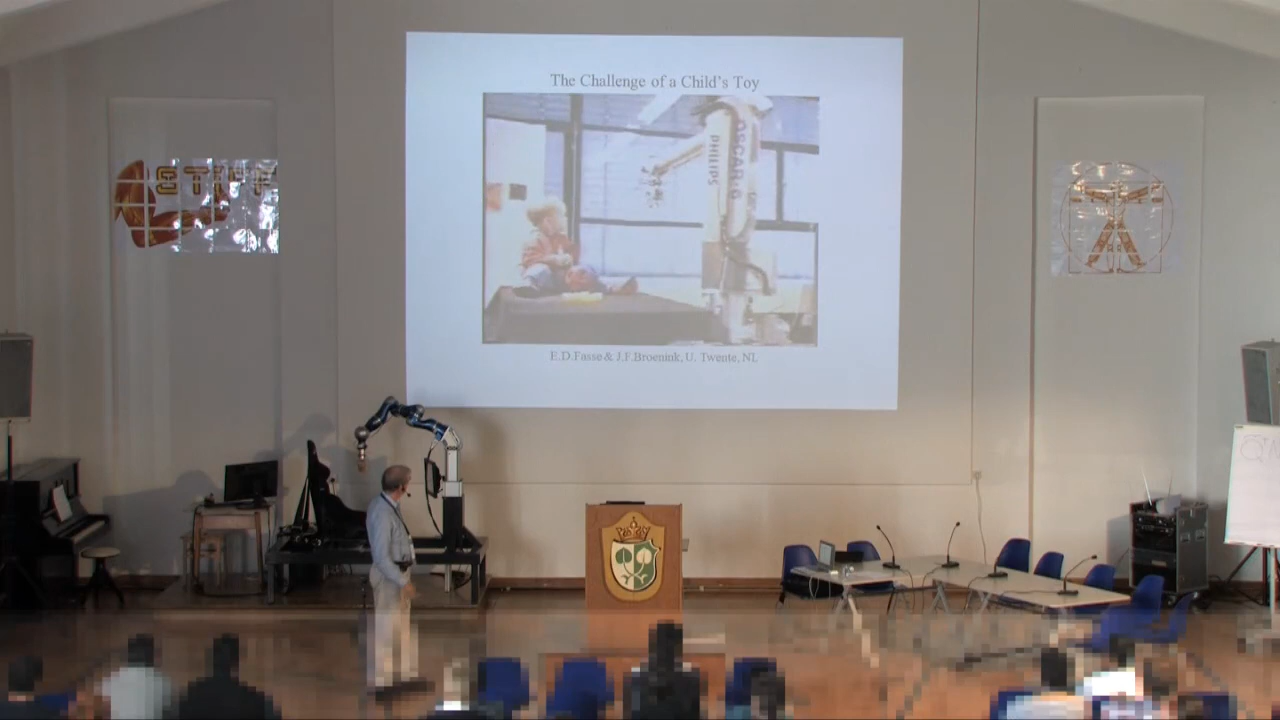 The Challenge of a Child's Toy
PHILIPS
OSCAR-6
E.D.Fasse & J.F.Broenink, U. Twente, NL
STIFF